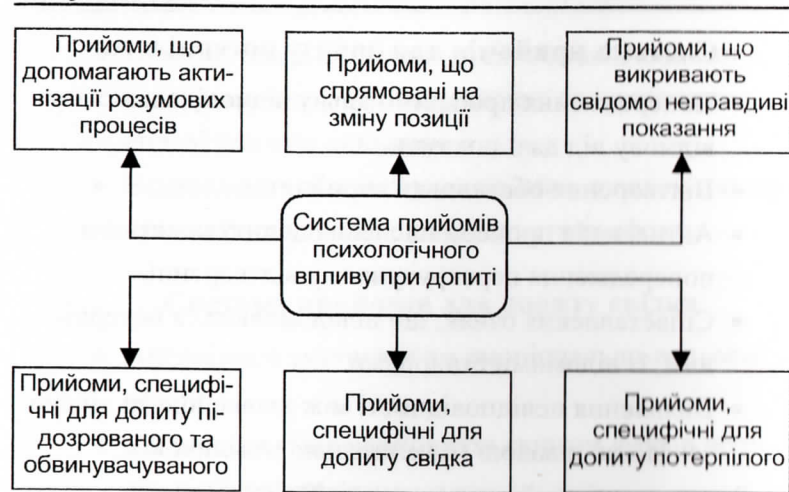 Прийоми, що
допомагають акти-
візації розумових
процесів
Прийоми, що
спрямовані на
зміну позиції
Прийоми, що
викривають
свідомо неправдиві
показання
Система прийомів
психологічного
впливу при допиті
Прийоми, специфі-
чні для допиту пі-
дозрюваного та
обвинувачуваного
Прийоми,
специфічні для
допиту свідка
Прийоми,
специфічні для
допиту потерпілого